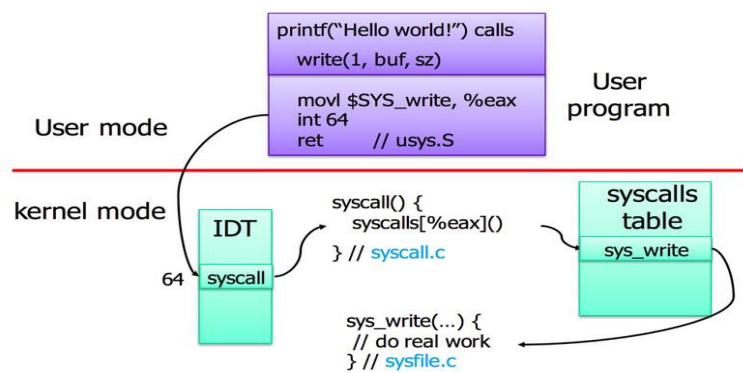 printf(“Hello world!”) calls
write(1, buf, sz)
movl $SYS_write, %eax
int 64
ret // usys.S
User
program
User mode
kernel mode
IDT
64
syscall
syscall() {
syscalls[%eax]()
} // syscall.c
syscalls
table
sys_write
sys_write(...) {
// do real work
} // sysfile.c